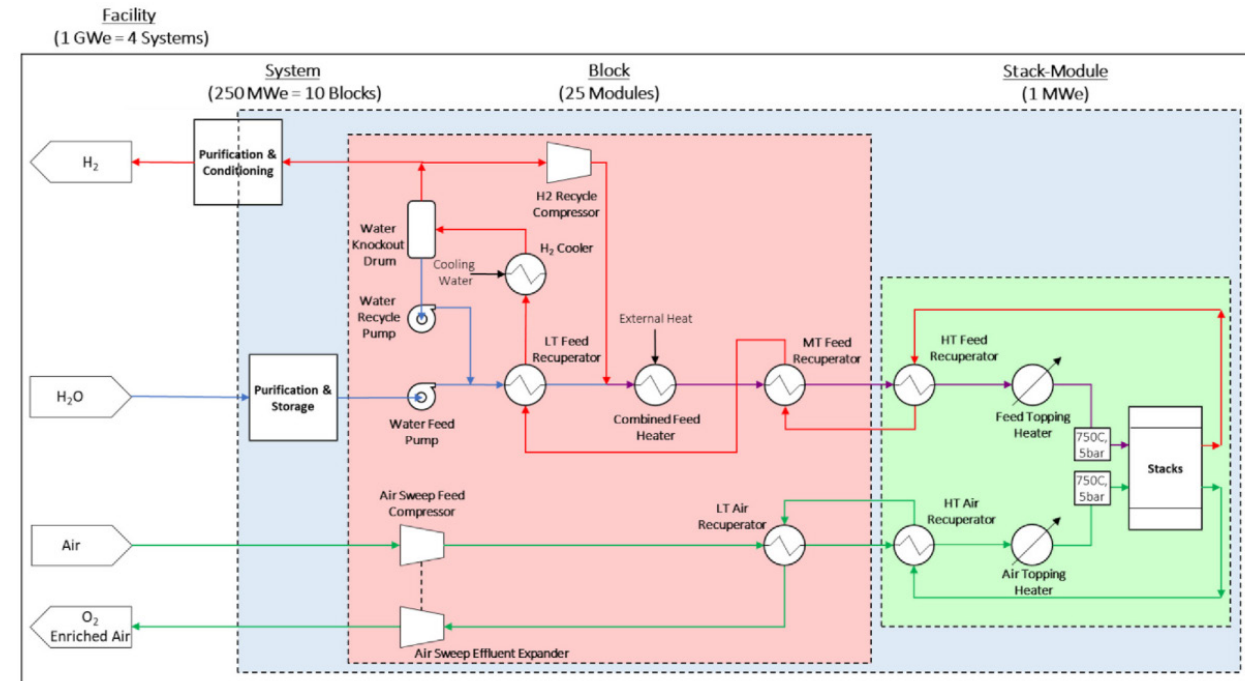 Facility
(1 GWe = 4 Systems)
System
(250 MWe = 10 Blocks)
Block
(25 Modules)
Stack-Module
(1 MWe)
H2
Purification &
Conditioning
H2 Recycle
Compressor
Water
Knockout
Drum
H2 Cooler
Cooling
Water
Water
Recycle
Pump
External Heat
LT Feed
Recuperator
MT Feed
Recuperator
HT Feed
Recuperator
H2O
Purification &
Storage
Water Feed
Pump
Combined Feed
Heater
Feed Topping
Heater
750C,
5bar
Stacks
750C,
5bar
Air Sweep Feed
Compressor
LT Air
Recuperator
HT Air
Recuperator
Air
Air Topping
Heater
O2
Enriched Air
Air Sweep Effluent Expander